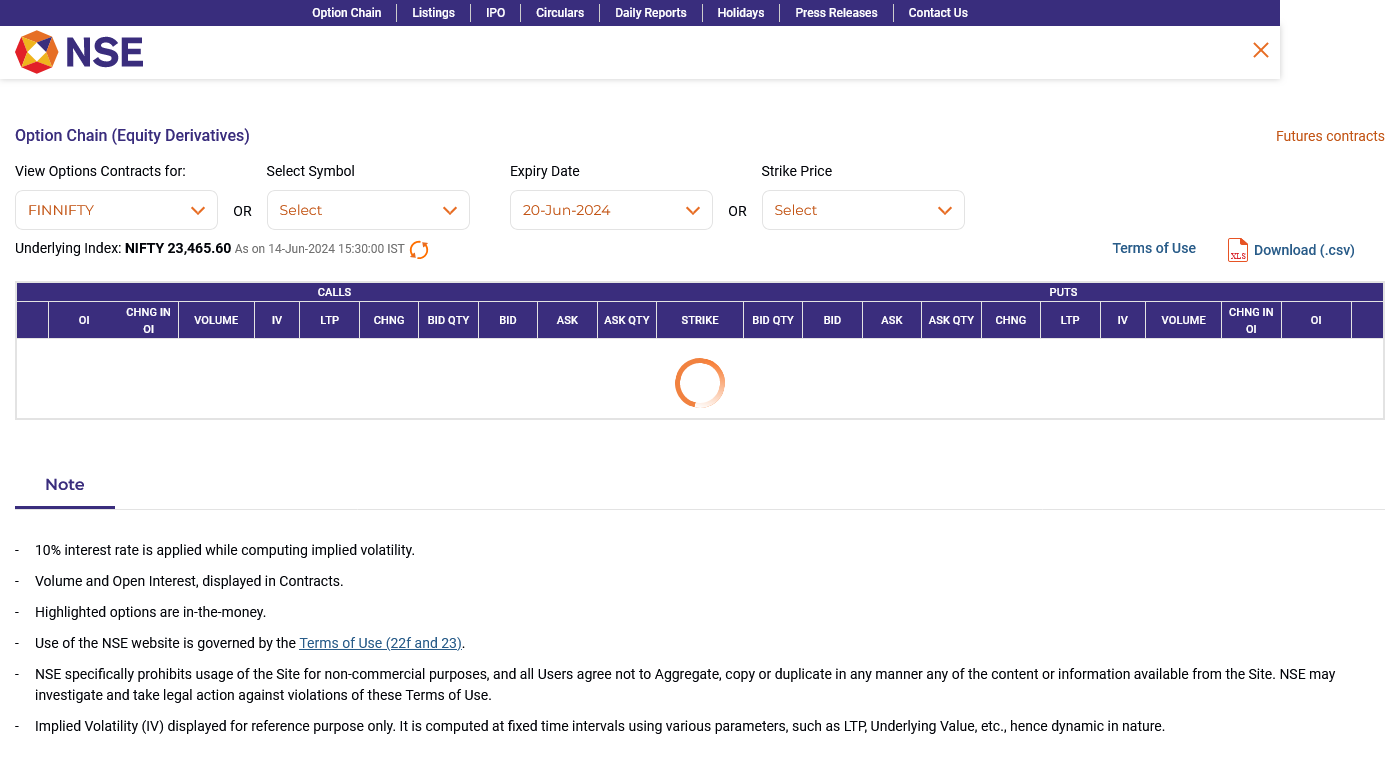 Option Chain Listings IPO Circulars Daily Reports Holidays Press Releases Contact Us
NSE
Option Chain (Equity Derivatives) Futures contracts
View Options Contracts for: Select Symbol Expiry Date Strike Price
FINNIFTY OR Select 20-Jun-2024 OR Select
Underlying Index: NIFTY 23,465.60 As on 14-Jun-2024 15:30:00 IST Terms of Use XLS Download (.csv)
CALLS PUTS
OI CHNG IN OI VOLUME IV LTP CHNG BID QTY BID ASK ASK QTY STRIKE BID QTY BID ASK ASK QTY CHNG LTP IV VOLUME CHNG IN OI OI
Note
- 10% interest rate is applied while computing implied volatility.
- Volume and Open Interest, displayed in Contracts.
- Highlighted options are in-the-money.
- Use of the NSE website is governed by the Terms of Use (22f and 23).
- NSE specifically prohibits usage of the Site for non-commercial purposes, and all Users agree not to Aggregate, copy or duplicate in any manner any of the content or information available from the Site. NSE may
investigate and take legal action against violations of these Terms of Use.
- Implied Volatility (IV) displayed for reference purpose only. It is computed at fixed time intervals using various parameters, such as LTP, Underlying Value, etc., hence dynamic in nature.